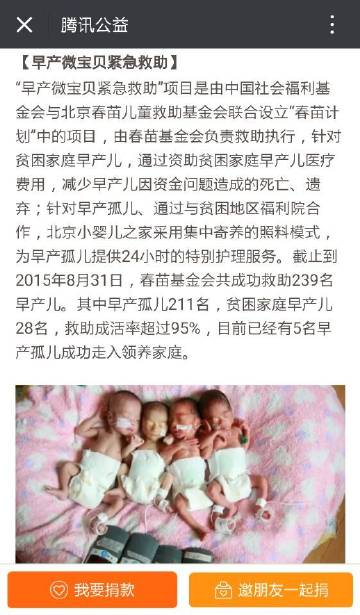 腾讯公益
【早产微宝贝紧急救助】
“早产微宝贝紧急救助”项目是由中国社会福利基
金会与北京春苗儿童救助基金会联合设立“春苗计
划”中的项目，由春苗基金会负责救助执行，针对
贫困家庭早产儿，通过资助贫困家庭早产儿医疗
费用，减少早产儿因资金问题造成的死亡、遗
弃；针对早产孤儿、通过与贫困地区福利院合
作，北京小婴儿之家采用集中寄养的照料模式，
为早产孤儿提供24小时的特别护理服务。截止到
2015年8月31日，春苗基金会共成功救助239名
早产儿。其中早产孤儿211名，贫困家庭早产儿
28名，救助成活率超过95%，目前已经有5名早
产孤儿成功走入领养家庭。
我要捐款
邀朋友一起捐